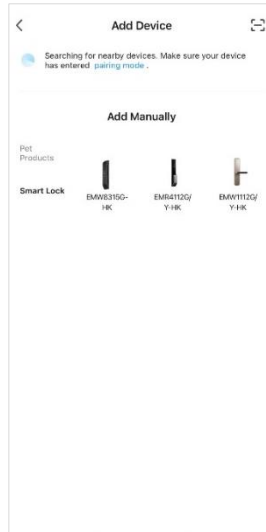 Add Device
Searching for nearby devices. Make sure your device
has entered pairing mode .
Add Manually
Pet
Products
Smart Lock
EMW8315G-
HK
EMR4112G/
Y-HK
EMW1112G/
Y-HK